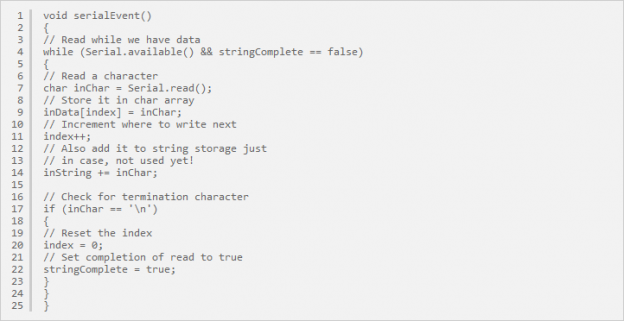 1 void serialEvent()
2 {
3 // Read while we have data
4 while (Serial.available() && stringComplete == false)
5 {
6 // Read a character
7 char inChar = Serial.read();
8 // Store it in char array
9 inData[index] = inChar;
10 // Increment where to write next
11 index++;
12 // Also add it to string storage just
13 // in case, not used yet!
14 inString += inChar;
15
16 // Check for termination character
17 if (inChar == '\n')
18 {
19 // Reset the index
20 index = 0;
21 // Set completion of read to true
22 stringComplete = true;
23 }
24 }
25 }